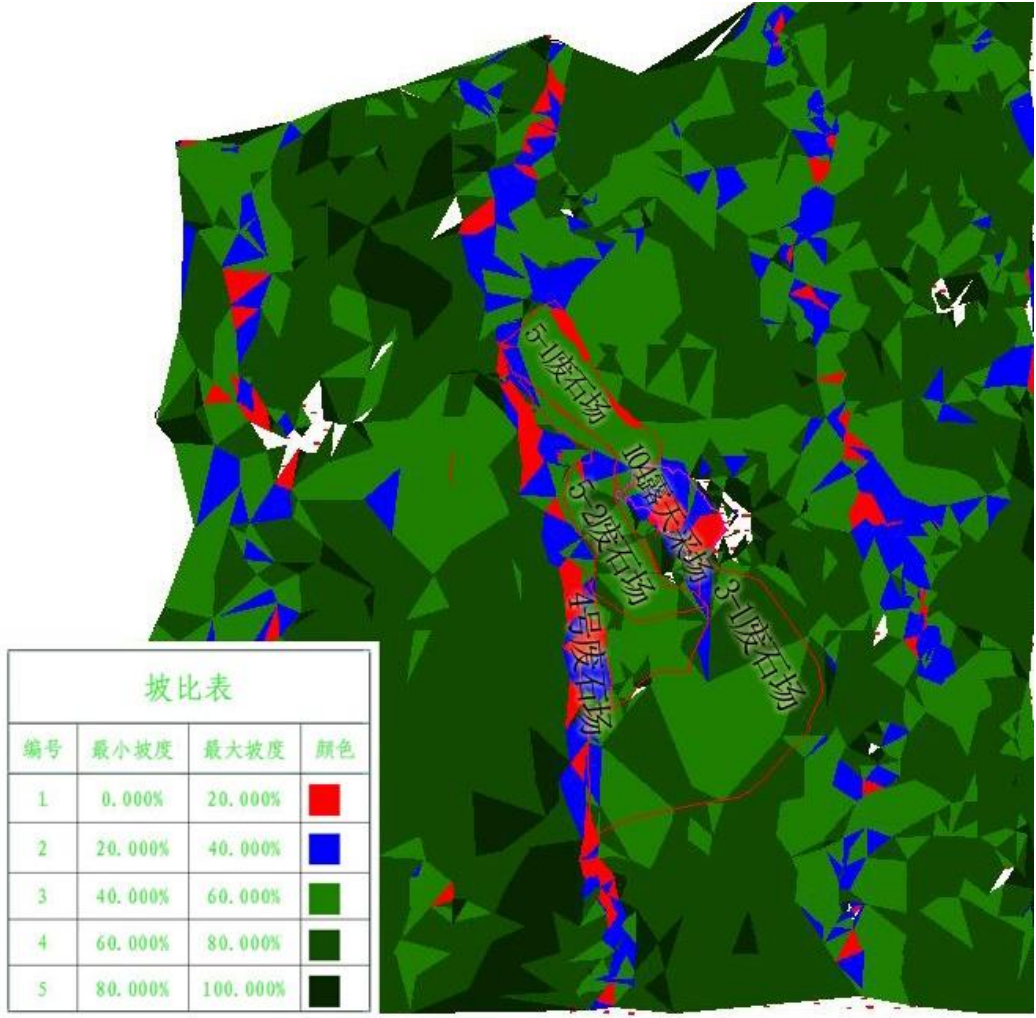 5-1废石场
104露天采场
5-2废石场
3-1废石场
4号废石场
坡比表
编号 最小坡度 最大坡度 颜色
1 0.000% 20.000%
2 20.000% 40.000%
3 40.000% 60.000%
4 60.000% 80.000%
5 80.000% 100.000%